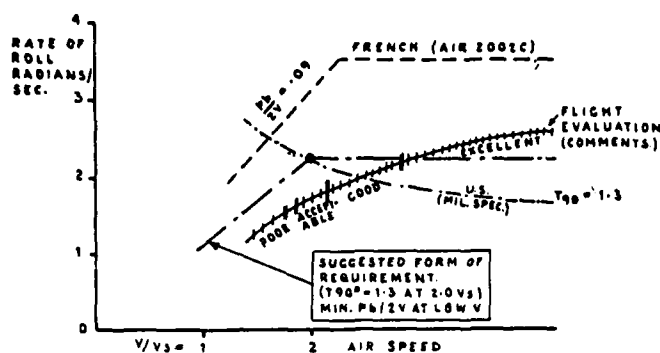 4
RATE OF
ROLL
RADIANS/
SEC.
3
2
1
0
FRENCH (AIR 2002C)
Pb/2V = .09
FLIGHT
EVALUATION
(COMMENTS)
EXCELLENT
GOOD
ACCEPT-
ABLE
POOR
U.S.
(MIL. SPEC.)
T90 = 1.3
SUGGESTED FORM OF
REQUIREMENT.
(T90° = 1.3 AT 2.0 VS)
MIN. Pb/2V AT LOW V
V/VS = 1
2
AIR SPEED